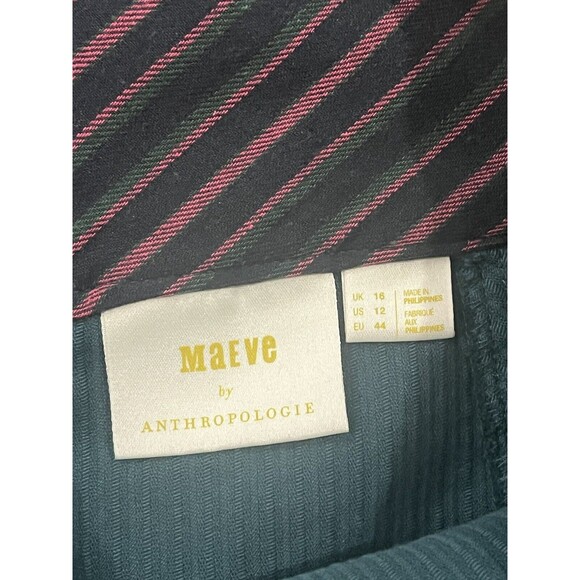 MaEVe
by
ANTHROPOLOGIE
UK 16
US 12
EU 44
MADE IN
PHILIPPINES
FABRIQUÉ
AUX
PHILIPPINES